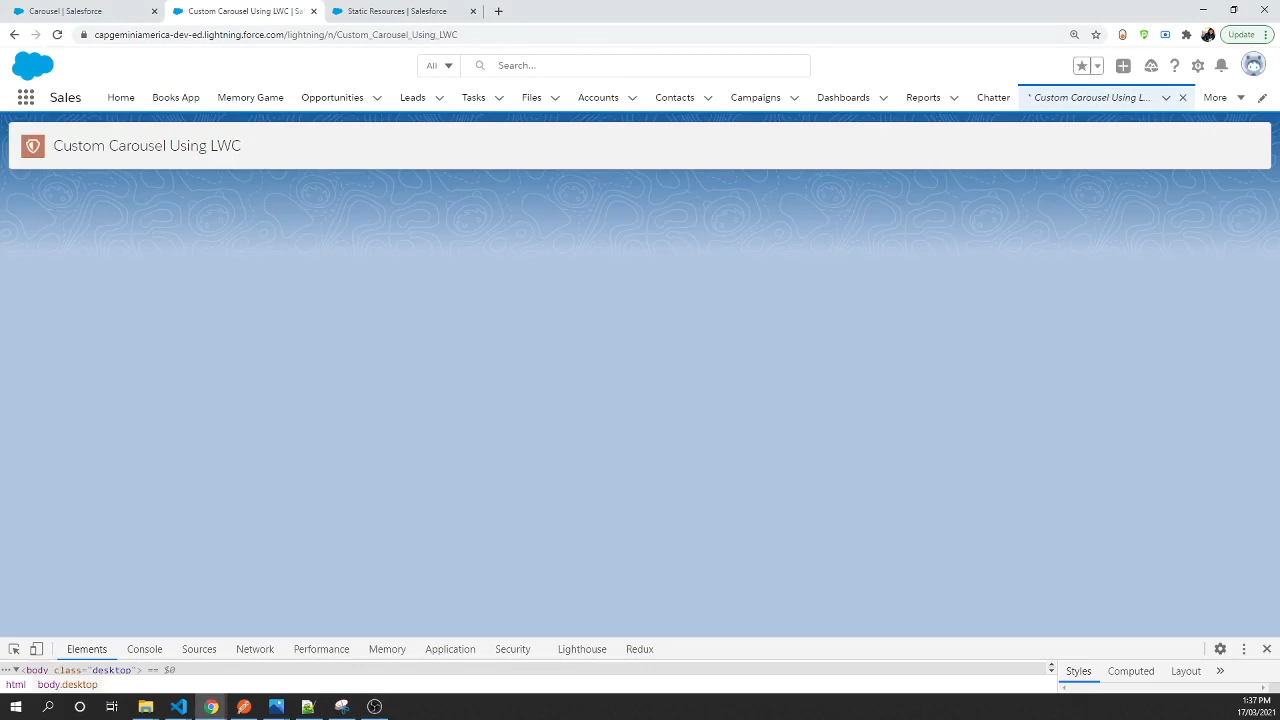 Carousel | Salesforce
Custom Carousel Using LWC | Sal
Static Resources | Salesforce
capgeminiamerica-dev-ed.lightning.force.com/lightning/n/Custom_Carousel_Using_LWC
Update
All
Search...
Sales
Home
Books App
Memory Game
Opportunities
Leads
Tasks
Files
Accounts
Contacts
Campaigns
Dashboards
Reports
Chatter
* Custom Carousel Using L...
More
Custom Carousel Using LWC
Elements
Console
Sources
Network
Performance
Memory
Application
Security
Lighthouse
Redux
<body class="desktop"> == $0
Styles
Computed
Layout
html
body.desktop
1:37 PM
17/03/2021